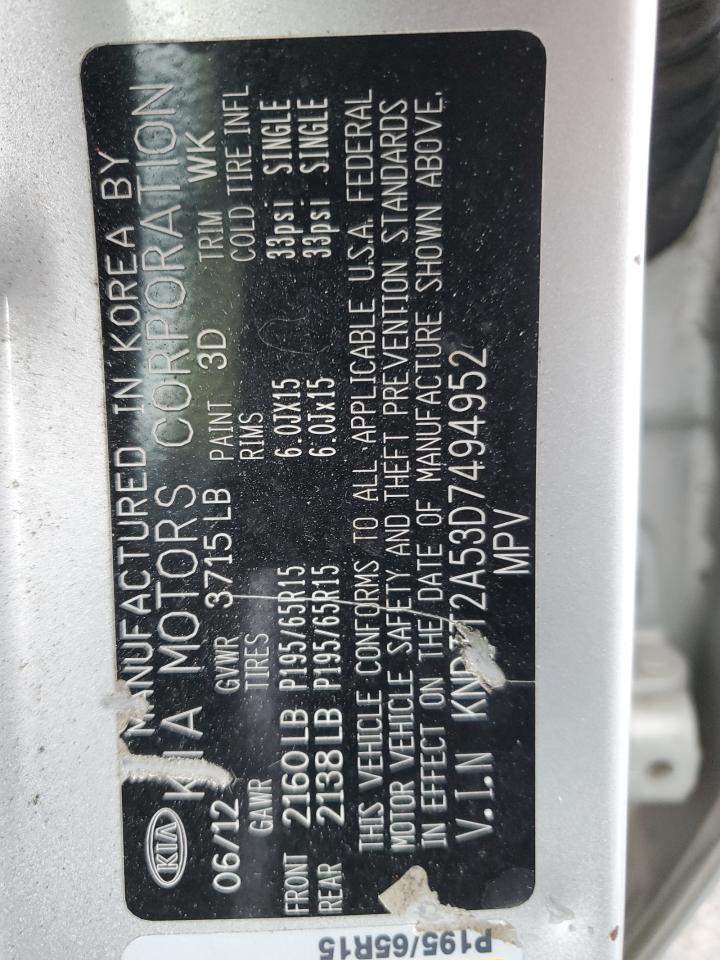 KIA
MANUFACTURED IN KOREA BY
KIA MOTORS CORPORATION
06/12 GVWR 3715 LB PAINT 3D TRIM WK
GAWR TIRES RIMS COLD TIRE INFL
FRONT 2160 LB P195/65R15 6.0JX15 33psi SINGLE
REAR 2138 LB P195/65R15 6.0Jx15 33psi SINGLE
THIS VEHICLE CONFORMS TO ALL APPLICABLE U.S.A. FEDERAL
MOTOR VEHICLE SAFETY AND THEFT PREVENTION STANDARDS
IN EFFECT ON THE DATE OF MANUFACTURE SHOWN ABOVE.
V.I.N
MPV
P195/65R15